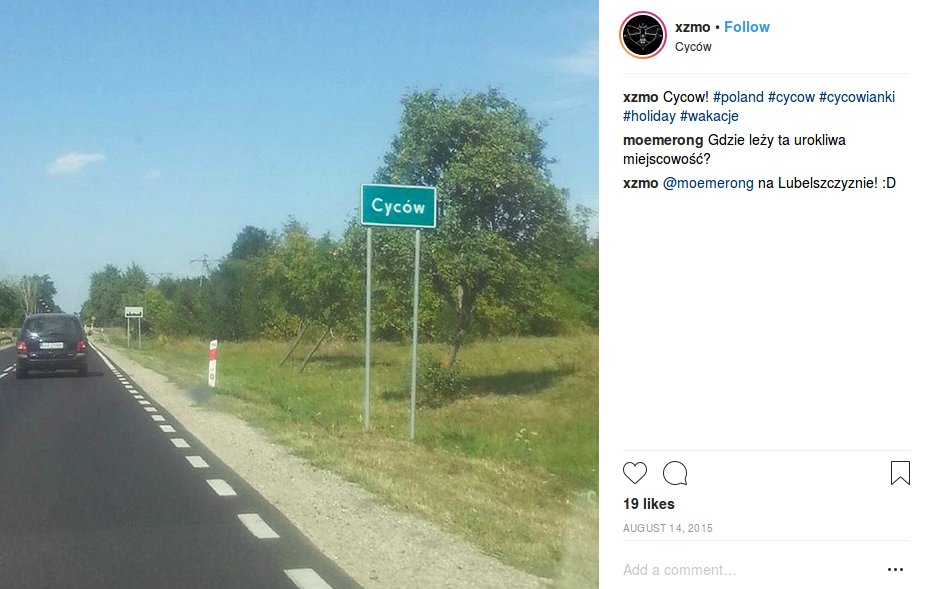 Cyców
xzmo • Follow
Cyców
xzmo Cycow! #poland #cycow #cycowianki
#holiday #wakacje
moemerong Gdzie leży ta urokliwa
miejscowość?
xzmo @moemerong na Lubelszczyznie! :D
19 likes
AUGUST 14, 2015
Add a comment...